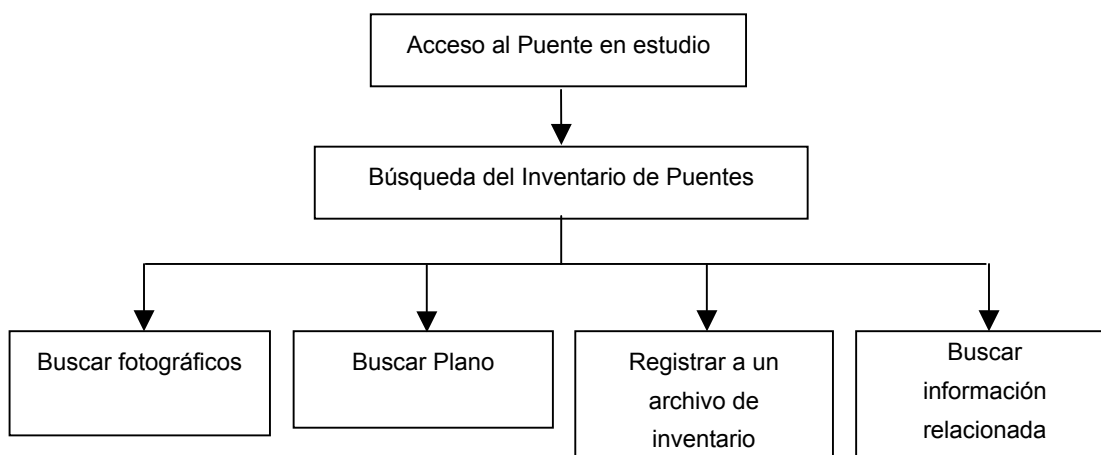 Acceso al Puente en estudio
Búsqueda del Inventario de Puentes
Buscar fotográficos
Buscar Plano
Registrar a un
archivo de
inventario
Buscar
información
relacionada